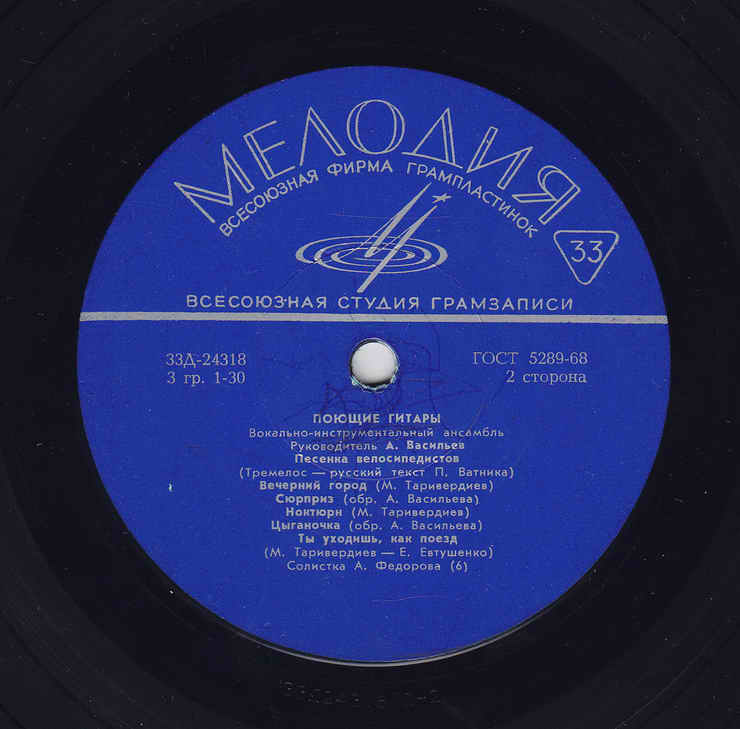 МЕЛОДИЯ
ВСЕСОЮЗНАЯ ФИРМА ГРАМПЛАСТИНОК
33
ВСЕСОЮЗНАЯ СТУДИЯ ГРАМЗАПИСИ
33Д-24318
ГОСТ 5289-68
3 гр. 1-30
2 сторона
ПОЮЩИЕ ГИТАРЫ
Вокально-инструментальный ансамбль
Руководитель А. Васильев
Песенка велосипедистов
(Тремелос — русский текст П. Ватника)
Вечерний город (М. Таривердиев)
Сюрприз (обр. А. Васильева)
Ноктюрн (М. Таривердиев)
Цыганочка (обр. А. Васильева)
Ты уходишь, как поезд
(М. Таривердиев — Е. Евтушенко)
Солистка А. Федорова (6)